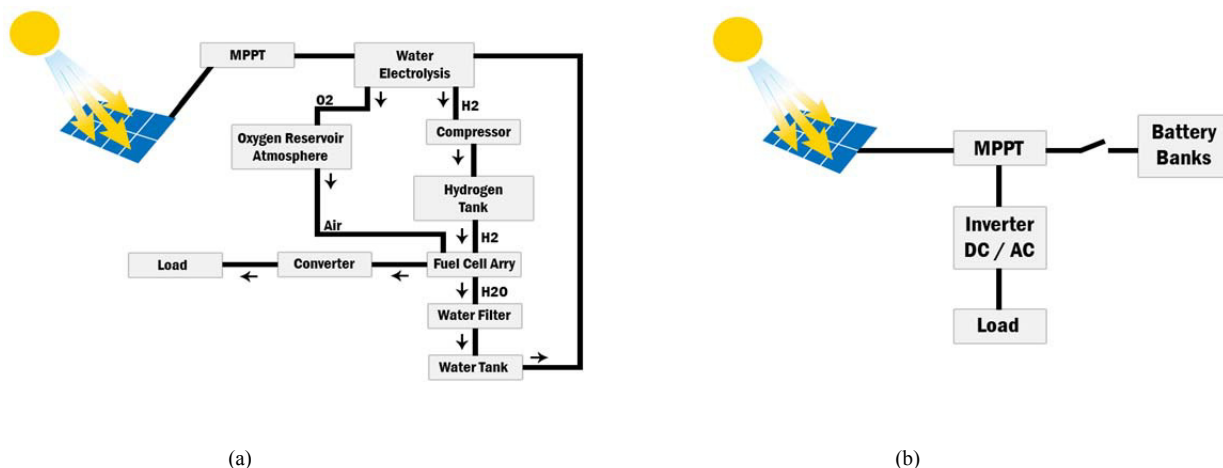 MPPT
Water
Electrolysis
O2
H2
Oxygen Reservoir
Atmosphere
Compressor
Hydrogen
Tank
Air
H2
Load
Converter
Fuel Cell Arry
H2O
Water Filter
Water Tank
(a)
MPPT
Battery
Banks
Inverter
DC / AC
Load
(b)